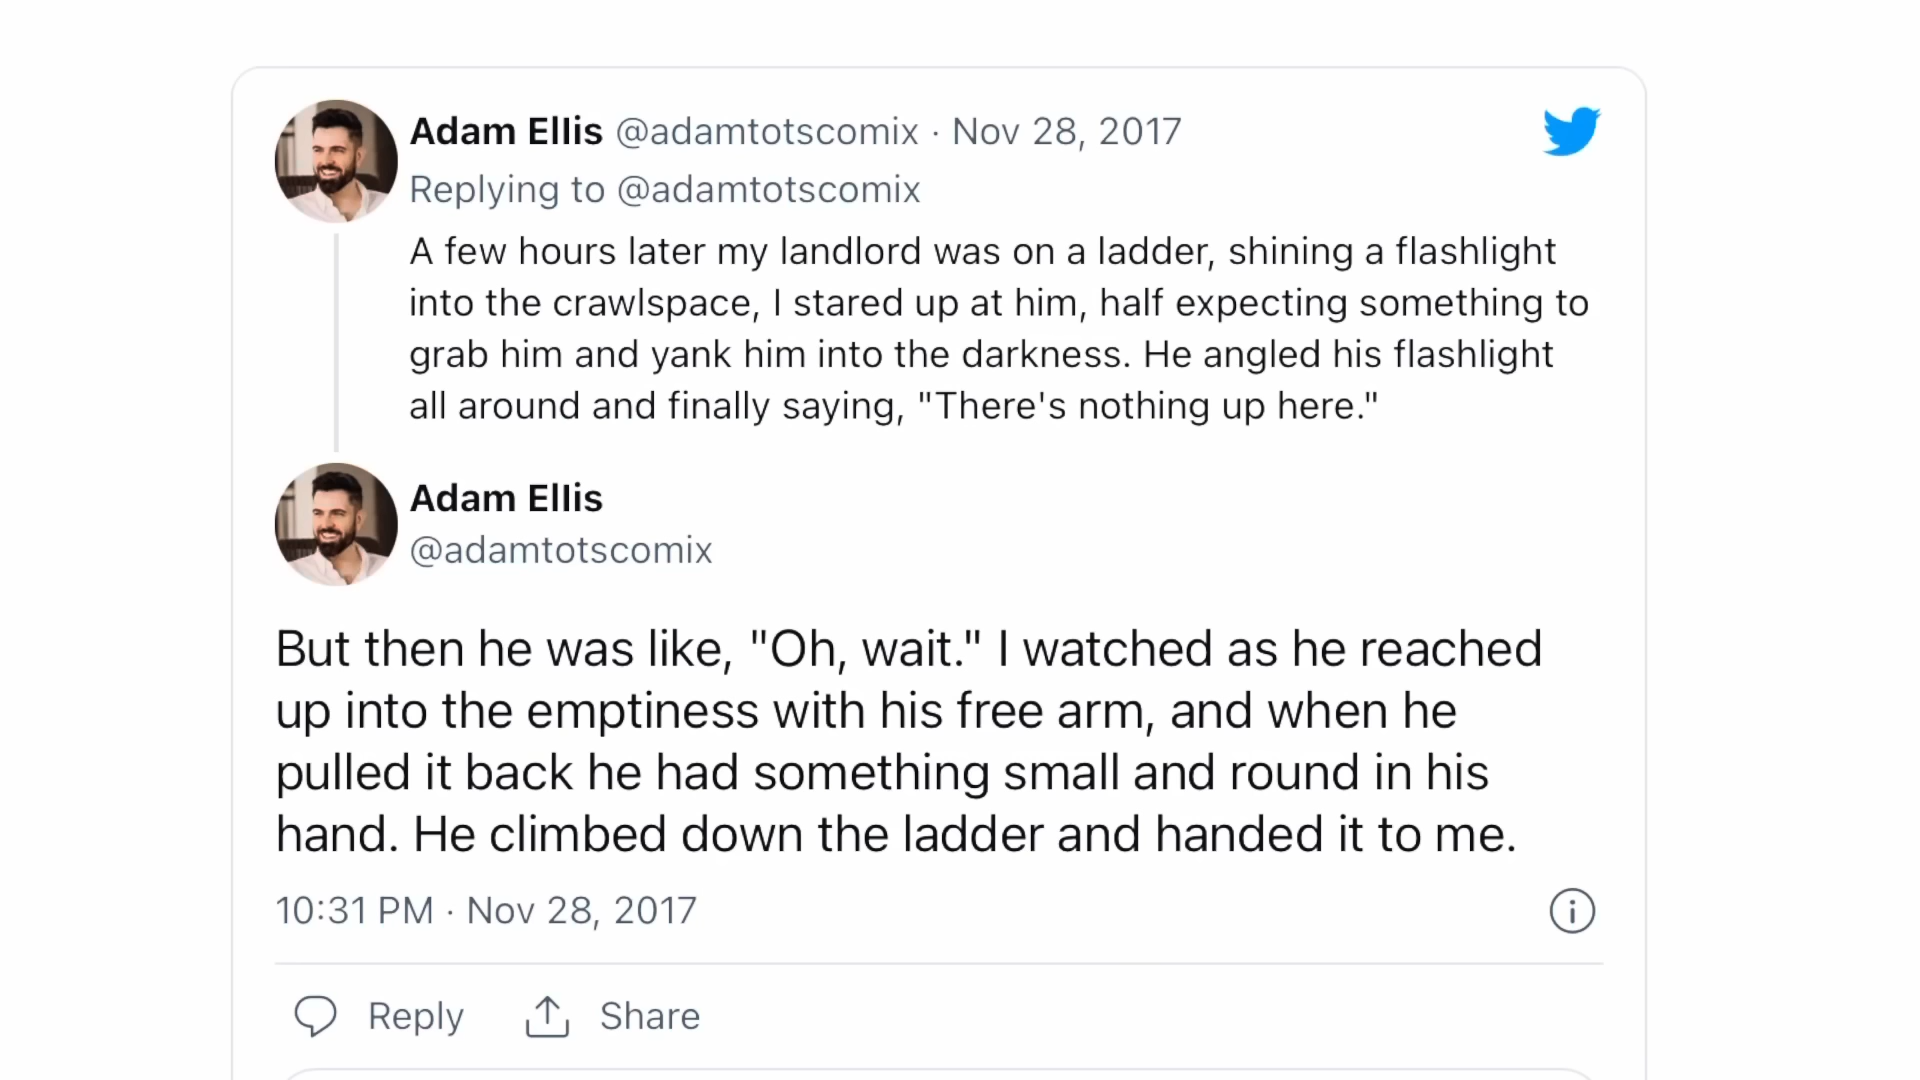 Adam Ellis @adamtotscomix · Nov 28, 2017
Replying to @adamtotscomix
A few hours later my landlord was on a ladder, shining a flashlight
into the crawlspace, I stared up at him, half expecting something to
grab him and yank him into the darkness. He angled his flashlight
all around and finally saying, "There's nothing up here."
Adam Ellis
@adamtotscomix
But then he was like, "Oh, wait." I watched as he reached
up into the emptiness with his free arm, and when he
pulled it back he had something small and round in his
hand. He climbed down the ladder and handed it to me.
10:31 PM · Nov 28, 2017
Reply Share